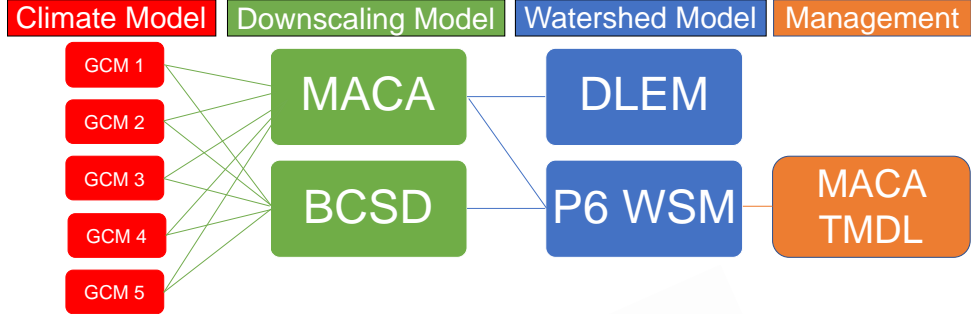 Climate Model
Downscaling Model
Watershed Model
Management
GCM 1
GCM 2
GCM 3
GCM 4
GCM 5
MACA
BCSD
DLEM
P6 WSM
MACA
TMDL